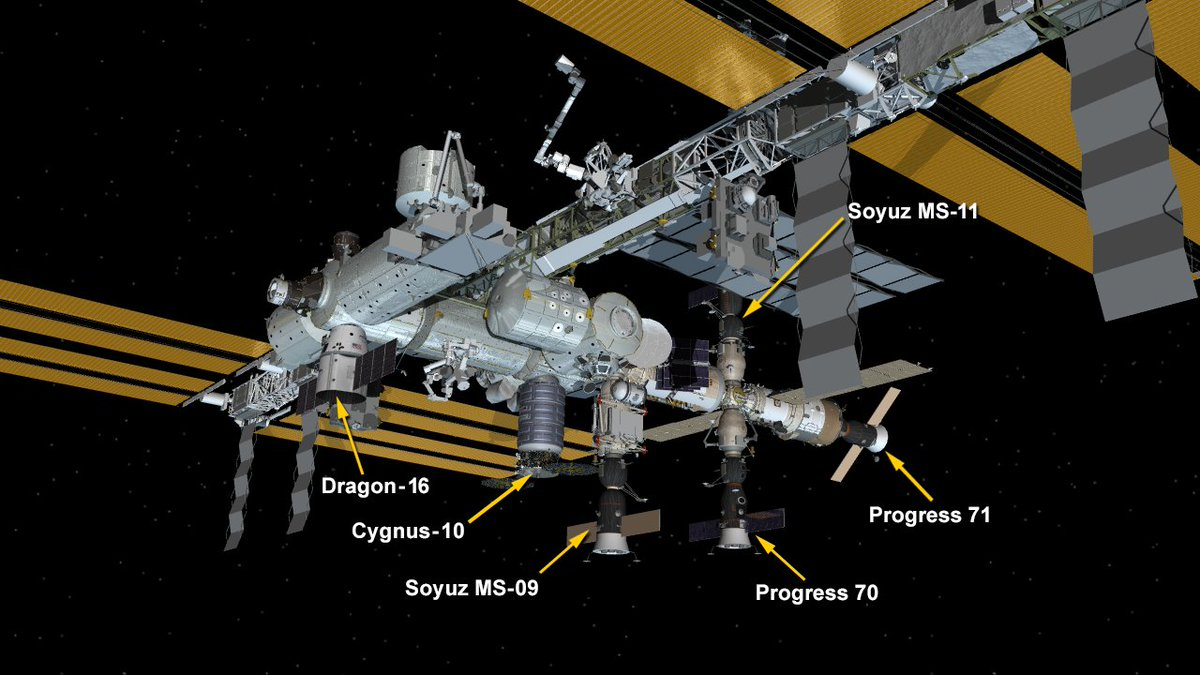 Soyuz MS-11
Dragon-16
Cygnus-10
Soyuz MS-09
Progress 70
Progress 71